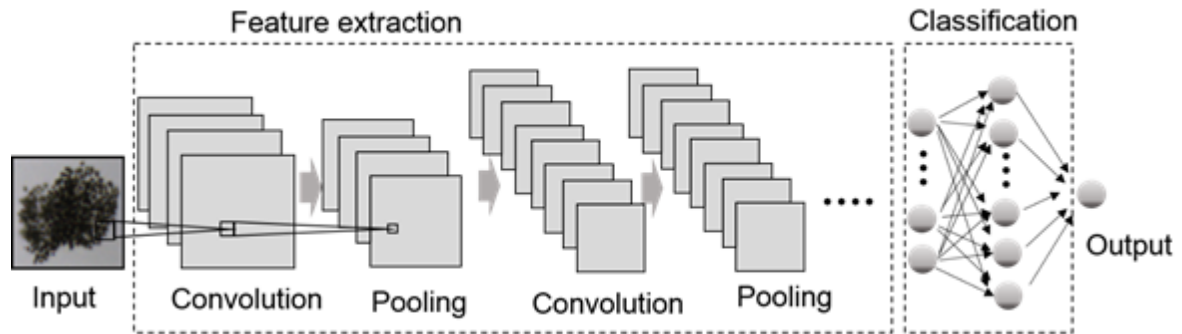 Feature extraction
Classification
Input
Convolution
Pooling
Convolution
Pooling
Output